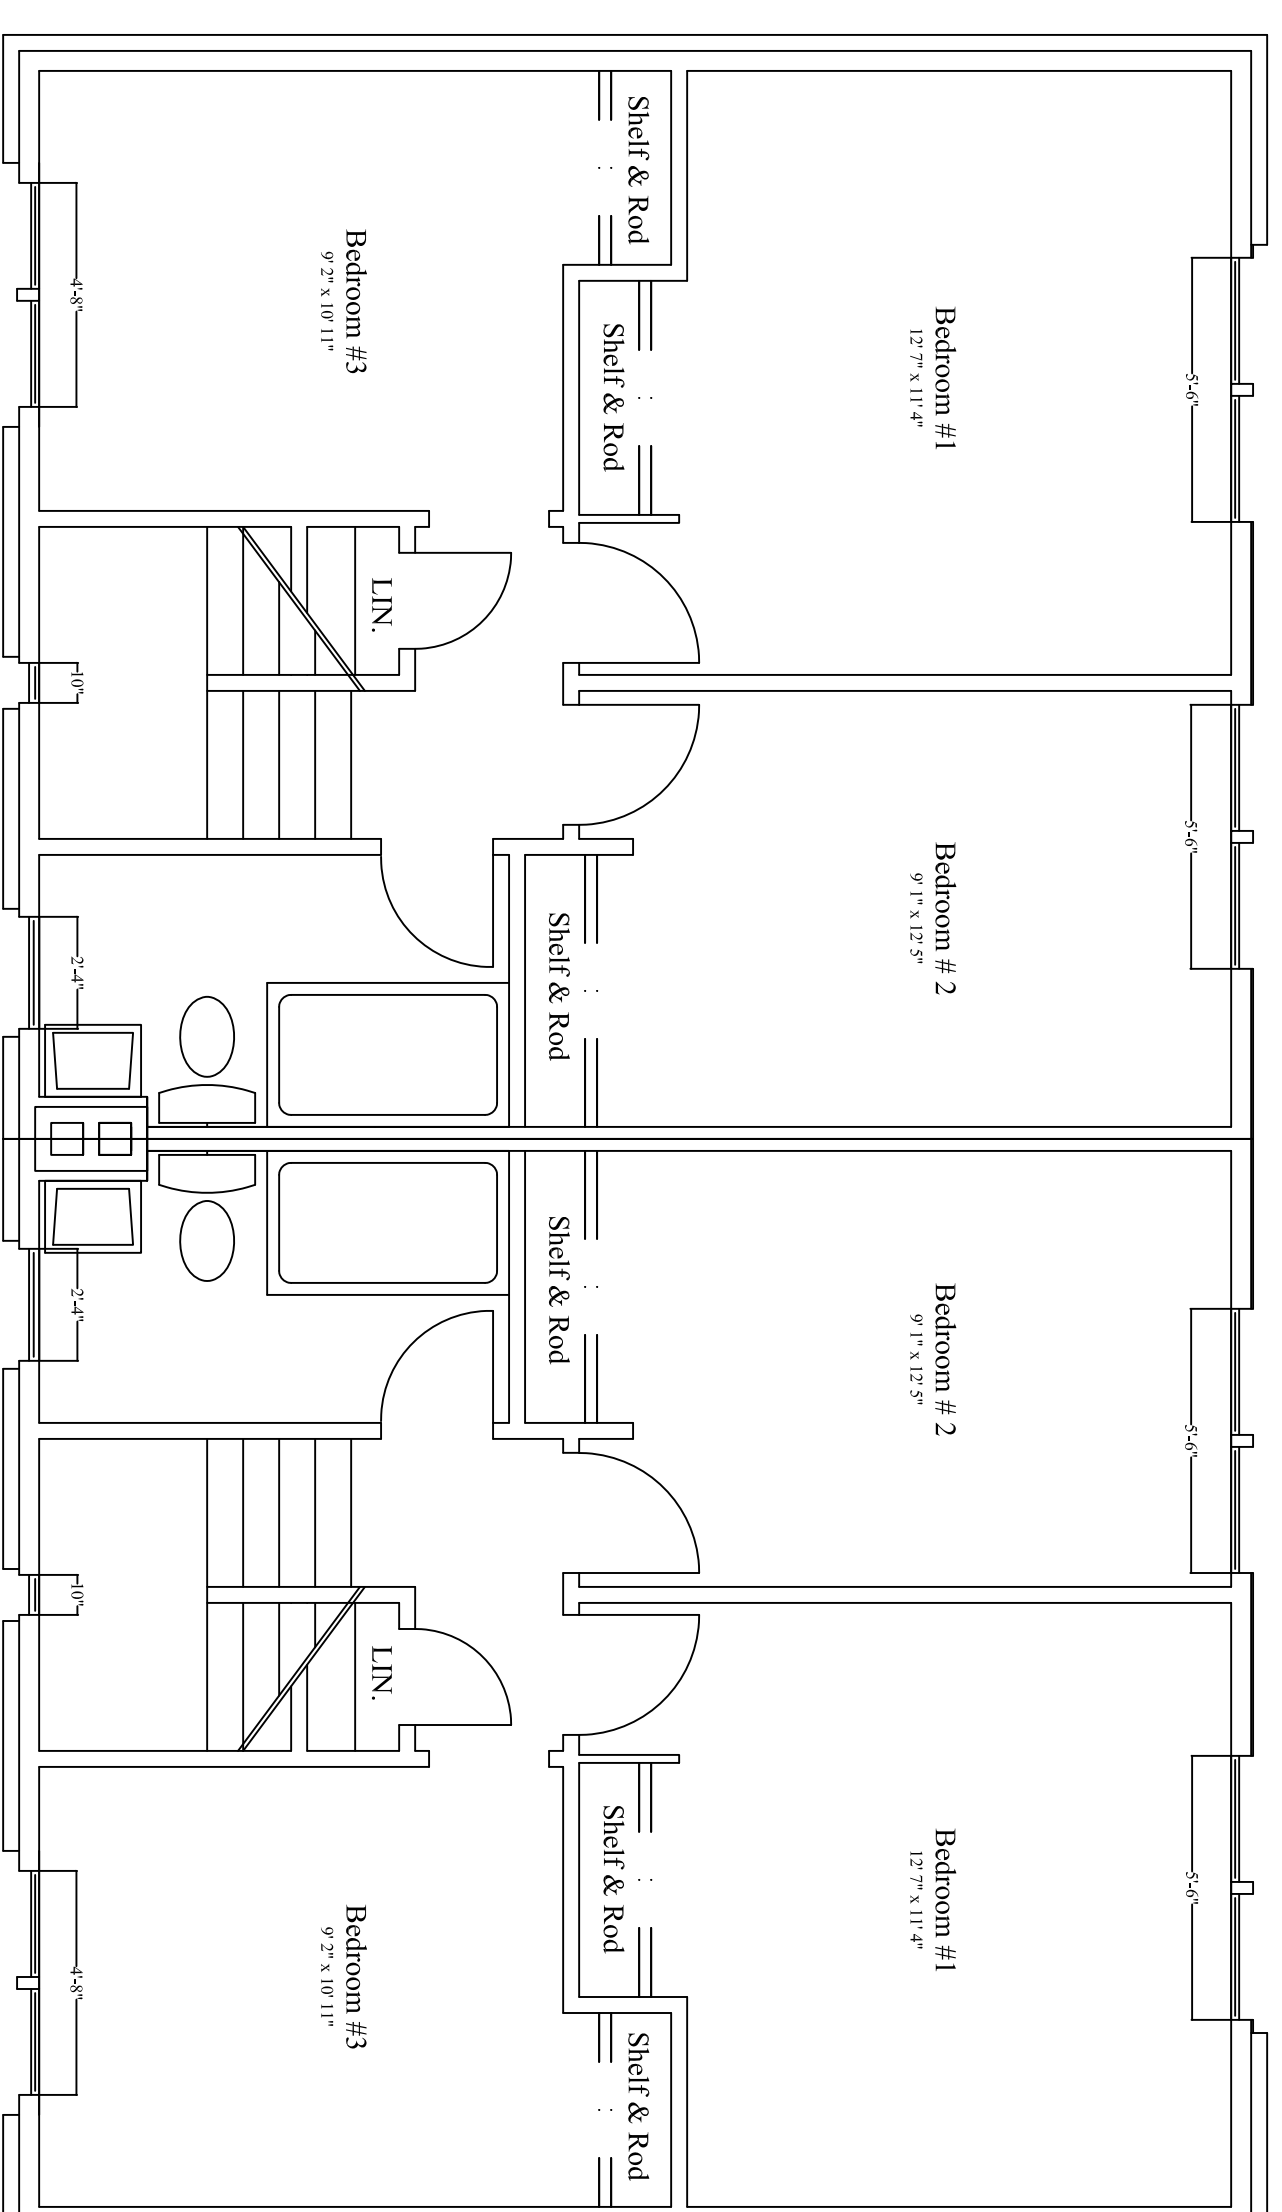 Shelf & Rod
Bedroom #3
9' 2" x 10' 11"
4'-8"
Shelf & Rod
Bedroom #1
12' 7" x 11' 4"
5'-6"
LIN.
10"
Bedroom # 2
9' 1" x 12' 5"
5'-6"
Shelf & Rod
2'-4"
Shelf & Rod
2'-4"
Bedroom # 2
9' 1" x 12' 5"
5'-6"
10"
LIN.
Bedroom #1
12' 7" x 11' 4"
5'-6"
Shelf & Rod
Bedroom #3
9' 2" x 10' 11"
4'-8"
Shelf & Rod